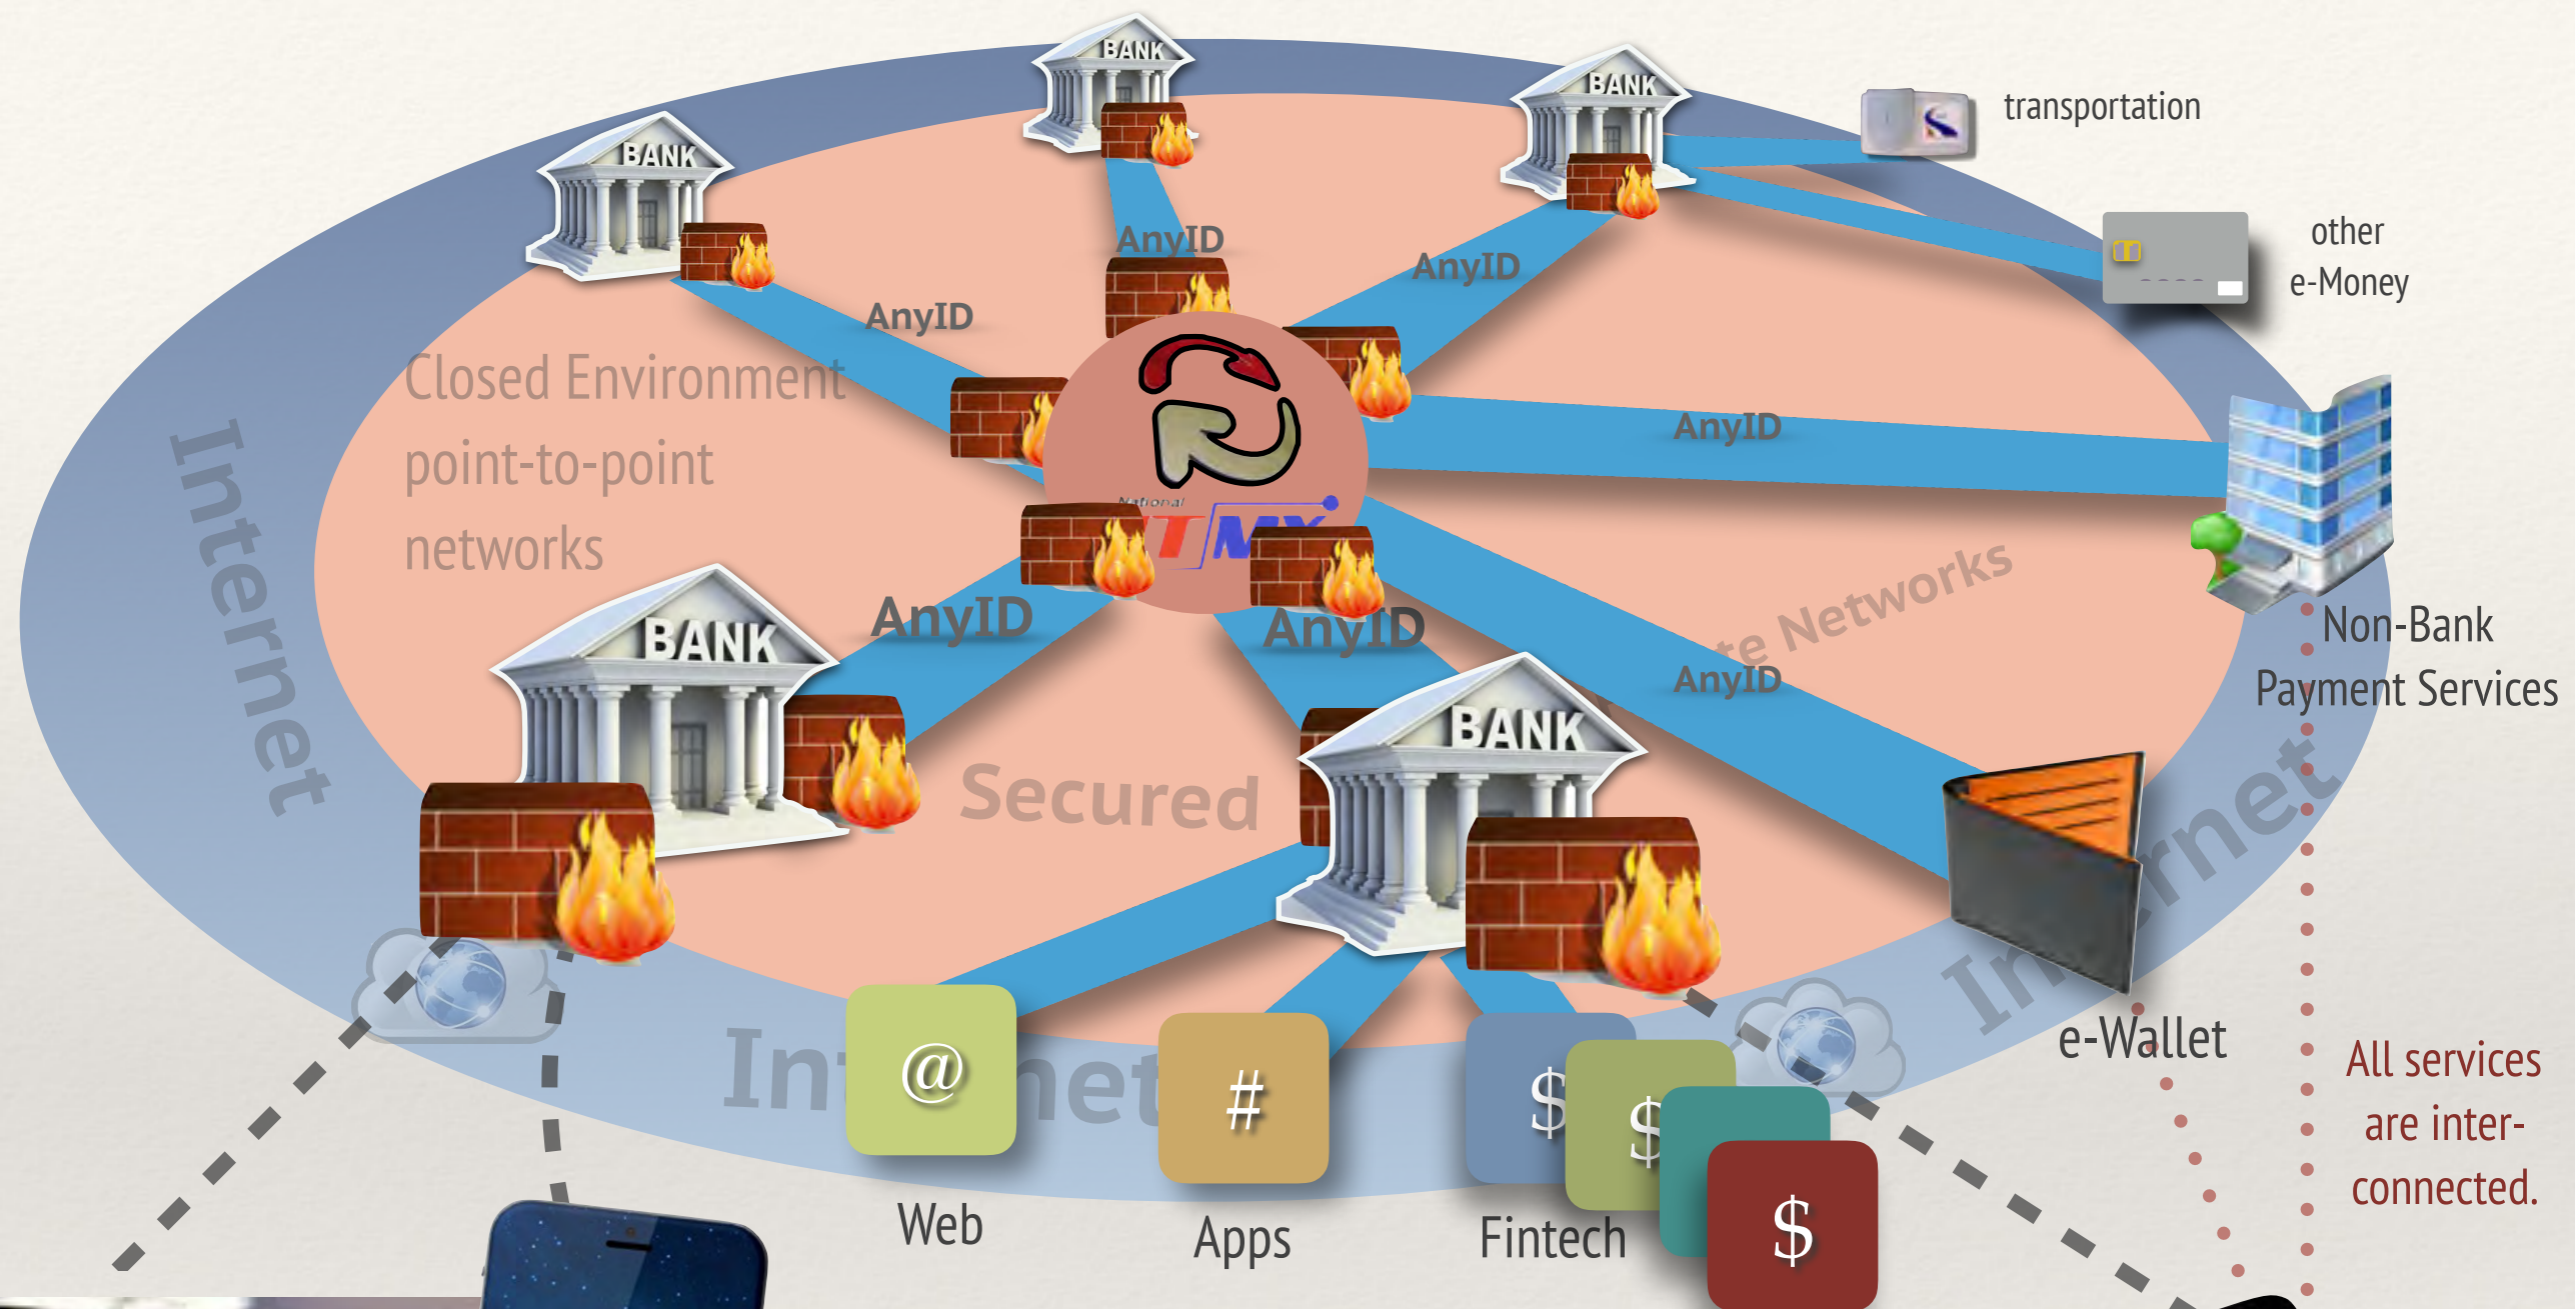 BANK
BANK
BANK
transportation
other
e-Money
AnyID
AnyID
AnyID
Closed Environment
point-to-point
networks
AnyID
Internet
National
Networks
Non-Bank
Payment Services
AnyID
AnyID
AnyID
BANK
BANK
Secured
e-Wallet
All services
are inter-
connected.
@
#
$
$
$
Web
Apps
Fintech